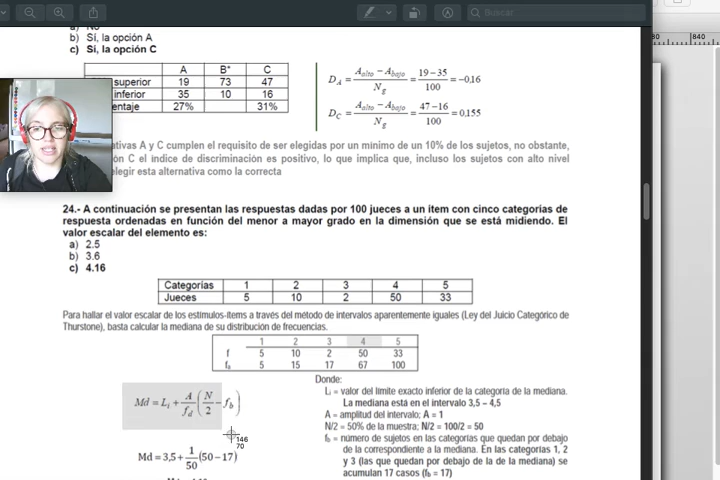 Buscar
80
840
b) Sí, la opción A
c) Sí, la opción C
A B* C
superior 19 73 47
inferior 35 10 16
entaje 27% 31%
D_A = (A_alto − A_bajo) / N_g = (19−35) / 100 = −0,16
D_C = (A_alto − A_bajo) / N_g = (47−16) / 100 = 0,155
ativas A y C cumplen el requisito de ser elegidas por un mínimo de un 10% de los sujetos, no obstante,
ón C el índice de discriminación es positivo, lo que implica que, incluso los sujetos con alto nivel
elegir esta alternativa como la correcta
24.- A continuación se presentan las respuestas dadas por 100 jueces a un ítem con cinco categorías de
respuesta ordenadas en función del menor a mayor grado en la dimensión que se está midiendo. El
valor escalar del elemento es:
a) 2.5
b) 3.6
c) 4.16
Categorías 1 2 3 4 5
Jueces 5 10 2 50 33
Para hallar el valor escalar de los estímulos-ítems a través del método de intervalos aparentemente iguales (Ley del Juicio Categórico de
Thurstone), basta calcular la mediana de su distribución de frecuencias.
1 2 3 4 5
f 5 10 2 50 33
fₐ 5 15 17 67 100
Md = L_i + A/f_d (N/2 − f_b)
146
70
Md = 3,5 + 1/50 (50 − 17)
Donde:
Lᵢ = valor del límite exacto inferior de la categoría de la mediana.
La mediana está en el intervalo 3,5 – 4,5
A = amplitud del intervalo; A = 1
N/2 = 50% de la muestra; N/2 = 100/2 = 50
f_b = número de sujetos en las categorías que quedan por debajo
de la correspondiente a la mediana. En las categorías 1, 2
y 3 (las que quedan por debajo de la de la mediana) se
acumulan 17 casos (f_b = 17)